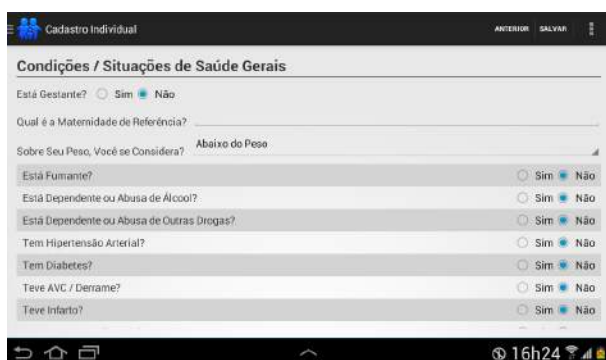 Cadastro Individual ANTERIOR SALVAR
Condições / Situações de Saúde Gerais
Está Gestante? Sim Não
Qual é a Maternidade de Referência?
Sobre Seu Peso, Você se Considera? Abaixo do Peso
Está Fumante? Sim Não
Está Dependente ou Abusa de Álcool? Sim Não
Está Dependente ou Abusa de Outras Drogas? Sim Não
Tem Hipertensão Arterial? Sim Não
Tem Diabetes? Sim Não
Teve AVC / Derrame? Sim Não
Teve Infarto? Sim Não
16h24